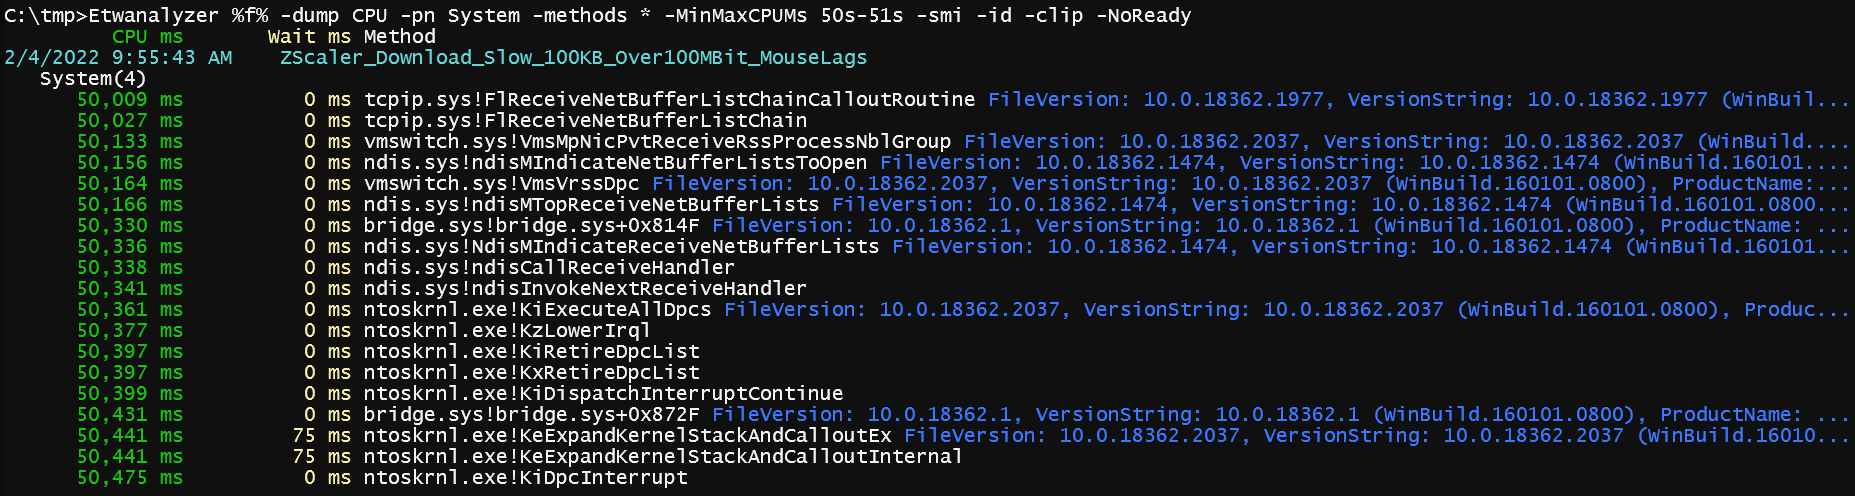 C:\tmp>Etwanalyzer %f% -dump CPU -pn System -methods * -MinMaxCPUMs 50s-51s -smi -id -clip -NoReady
CPU ms Wait ms Method
2/4/2022 9:55:43 AM ZScaler_Download_Slow_100KB_Over100MBit_MouseLags
System(4)
50,009 ms 0 ms tcpip.sys!FlReceiveNetBufferListChainCalloutRoutine FileVersion: 10.0.18362.1977, VersionString: 10.0.18362.1977 (WinBuil...
50,027 ms 0 ms tcpip.sys!FlReceiveNetBufferListChain
50,133 ms 0 ms vmswitch.sys!VmsMpNicPvtReceiveRssProcessNblGroup FileVersion: 10.0.18362.2037, VersionString: 10.0.18362.2037 (WinBuild....
50,156 ms 0 ms ndis.sys!ndisMIndicateNetBufferListsToOpen FileVersion: 10.0.18362.1474, VersionString: 10.0.18362.1474 (WinBuild.160101....
50,164 ms 0 ms vmswitch.sys!VmsVrssDpc FileVersion: 10.0.18362.2037, VersionString: 10.0.18362.2037 (WinBuild.160101.0800), ProductName:...
50,166 ms 0 ms ndis.sys!ndisMTopReceiveNetBufferLists FileVersion: 10.0.18362.1474, VersionString: 10.0.18362.1474 (WinBuild.160101.0800...
50,330 ms 0 ms bridge.sys!bridge.sys+0x814F FileVersion: 10.0.18362.1, VersionString: 10.0.18362.1 (WinBuild.160101.0800), ProductName: ...
50,336 ms 0 ms ndis.sys!NdisMIndicateReceiveNetBufferLists FileVersion: 10.0.18362.1474, VersionString: 10.0.18362.1474 (WinBuild.160101...
50,338 ms 0 ms ndis.sys!ndisCallReceiveHandler
50,341 ms 0 ms ndis.sys!ndisInvokeNextReceiveHandler
50,361 ms 0 ms ntoskrnl.exe!KiExecuteAllDpcs FileVersion: 10.0.18362.2037, VersionString: 10.0.18362.2037 (WinBuild.160101.0800), Produc...
50,377 ms 0 ms ntoskrnl.exe!KzLowerIrql
50,397 ms 0 ms ntoskrnl.exe!KiRetireDpcList
50,397 ms 0 ms ntoskrnl.exe!KxRetireDpcList
50,399 ms 0 ms ntoskrnl.exe!KiDispatchInterruptContinue
50,431 ms 0 ms bridge.sys!bridge.sys+0x872F FileVersion: 10.0.18362.1, VersionString: 10.0.18362.1 (WinBuild.160101.0800), ProductName: ...
50,441 ms 75 ms ntoskrnl.exe!KeExpandKernelStackAndCalloutEx FileVersion: 10.0.18362.2037, VersionString: 10.0.18362.2037 (WinBuild.16010...
50,441 ms 75 ms ntoskrnl.exe!KeExpandKernelStackAndCalloutInternal
50,475 ms 0 ms ntoskrnl.exe!KiDpcInterrupt